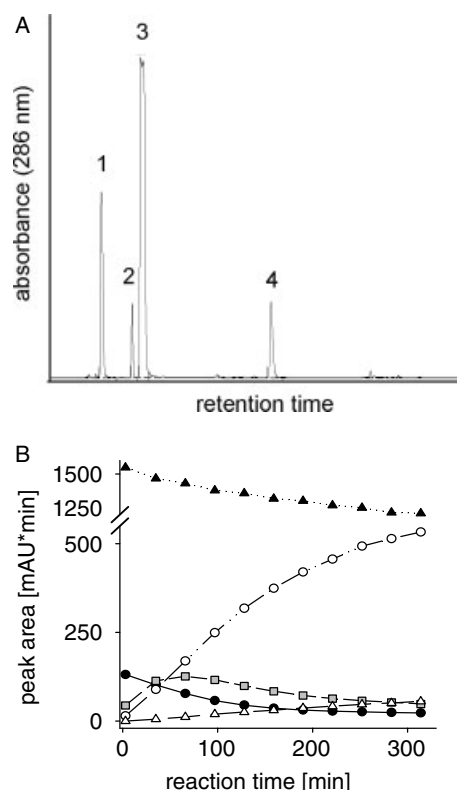 A
3
1
2
4
absorbance (286 nm)
retention time
B
1500
1250
500
250
0
peak area [mAU*min]
0 100 200 300
reaction time [min]